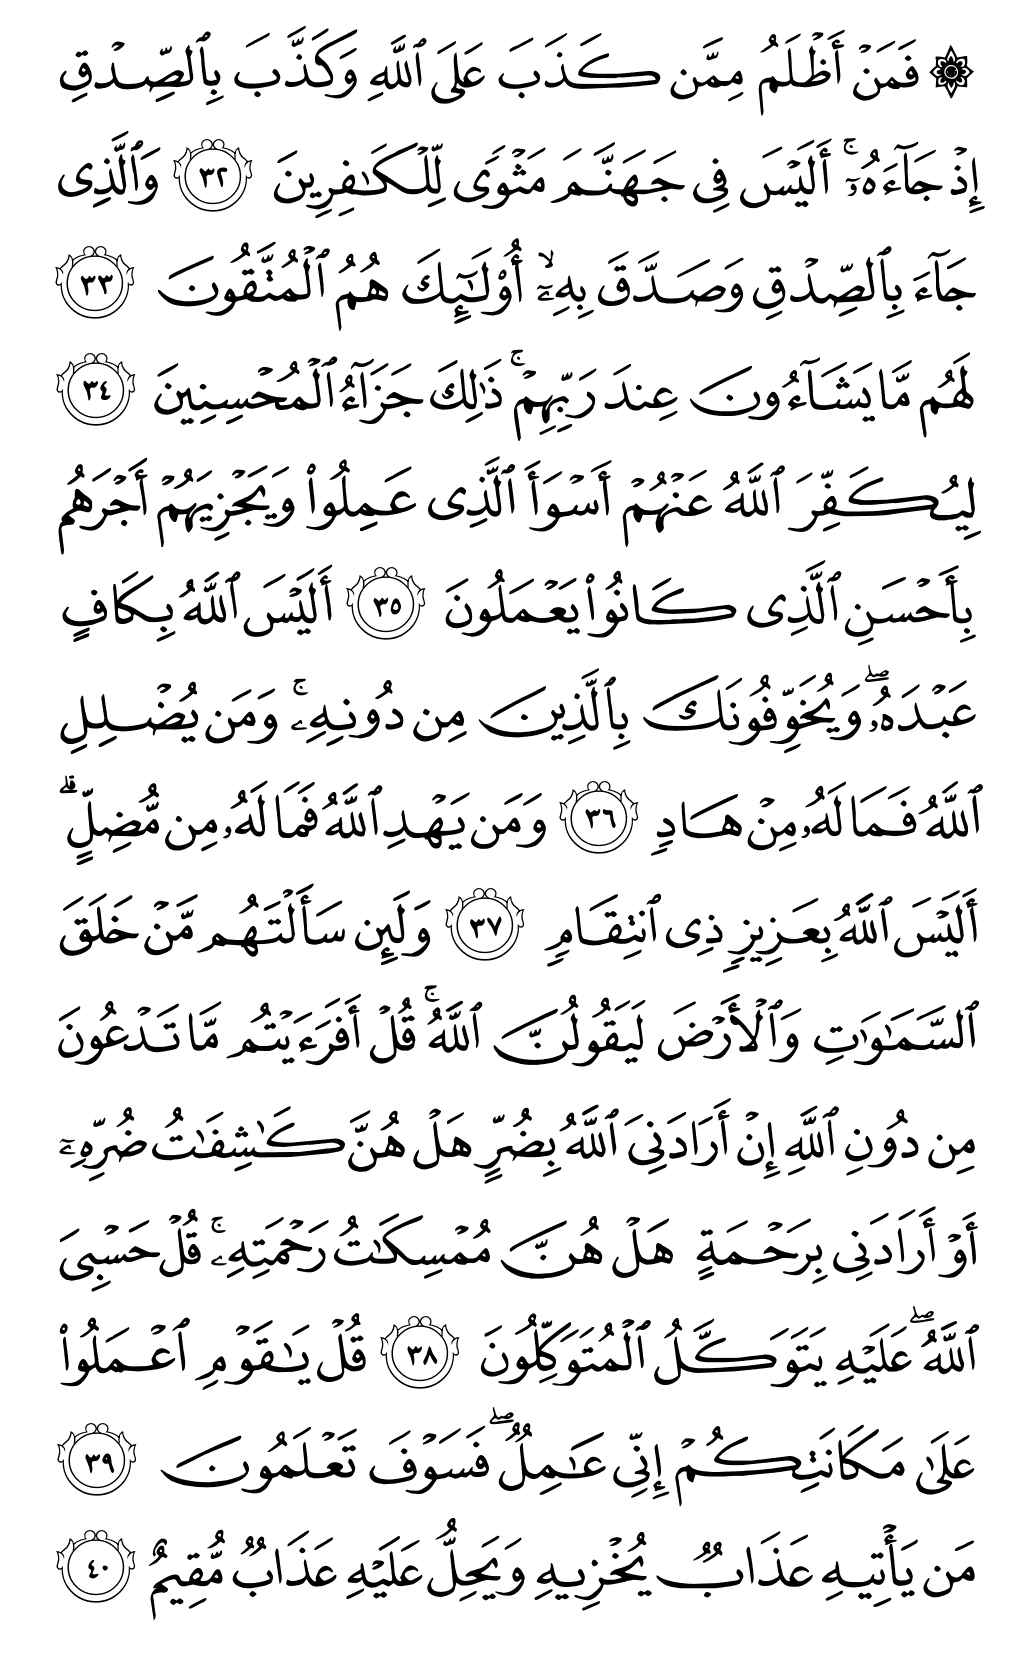 ۞ فَمَنْ أَظْلَمُ مِمَّن كَذَبَ عَلَى ٱللَّهِ وَكَذَّبَ بِٱلصِّدْقِ
إِذْ جَآءَهُۥٓ ۚ أَلَيْسَ فِى جَهَنَّمَ مَثْوًى لِّلْكَٰفِرِينَ ٣٢ وَٱلَّذِى
جَآءَ بِٱلصِّدْقِ وَصَدَّقَ بِهِۦٓ ۙ أُو۟لَٰٓئِكَ هُمُ ٱلْمُتَّقُونَ ٣٣
لَهُم مَّا يَشَآءُونَ عِندَ رَبِّهِمْ ۚ ذَٰلِكَ جَزَآءُ ٱلْمُحْسِنِينَ ٣٤
لِيُكَفِّرَ ٱللَّهُ عَنْهُمْ أَسْوَأَ ٱلَّذِى عَمِلُوا۟ وَيَجْزِيَهُمْ أَجْرَهُم
بِأَحْسَنِ ٱلَّذِى كَانُوا۟ يَعْمَلُونَ ٣٥ أَلَيْسَ ٱللَّهُ بِكَافٍ
عَبْدَهُۥ ۖ وَيُخَوِّفُونَكَ بِٱلَّذِينَ مِن دُونِهِۦ ۚ وَمَن يُضْلِلِ
ٱللَّهُ فَمَا لَهُۥ مِنْ هَادٍ ٣٦ وَمَن يَهْدِ ٱللَّهُ فَمَا لَهُۥ مِن مُّضِلٍّ ۗ
أَلَيْسَ ٱللَّهُ بِعَزِيزٍ ذِى ٱنتِقَامٍ ٣٧ وَلَئِن سَأَلْتَهُم مَّنْ خَلَقَ
ٱلسَّمَٰوَٰتِ وَٱلْأَرْضَ لَيَقُولُنَّ ٱللَّهُ ۚ قُلْ أَفَرَءَيْتُم مَّا تَدْعُونَ
مِن دُونِ ٱللَّهِ إِنْ أَرَادَنِىَ ٱللَّهُ بِضُرٍّ هَلْ هُنَّ كَٰشِفَٰتُ ضُرِّهِۦٓ
أَوْ أَرَادَنِى بِرَحْمَةٍ هَلْ هُنَّ مُمْسِكَٰتُ رَحْمَتِهِۦ ۚ قُلْ حَسْبِىَ
ٱللَّهُ ۖ عَلَيْهِ يَتَوَكَّلُ ٱلْمُتَوَكِّلُونَ ٣٨ قُلْ يَٰقَوْمِ ٱعْمَلُوا۟
عَلَىٰ مَكَانَتِكُمْ إِنِّى عَٰمِلٌ ۖ فَسَوْفَ تَعْلَمُونَ ٣٩
مَن يَأْتِيهِ عَذَابٌ يُخْزِيهِ وَيَحِلُّ عَلَيْهِ عَذَابٌ مُّقِيمٌ ٤٠